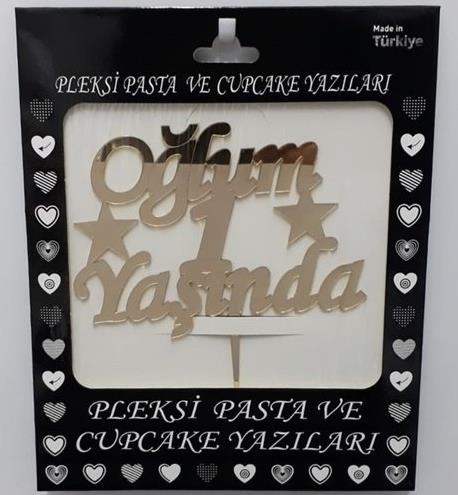 Made in
Türkiye
PLEKSİ PASTA VE CUPCAKE YAZILARI
Oğlum
1
Yaşında
PLEKSİ PASTA VE
CUPCAKE YAZILARI